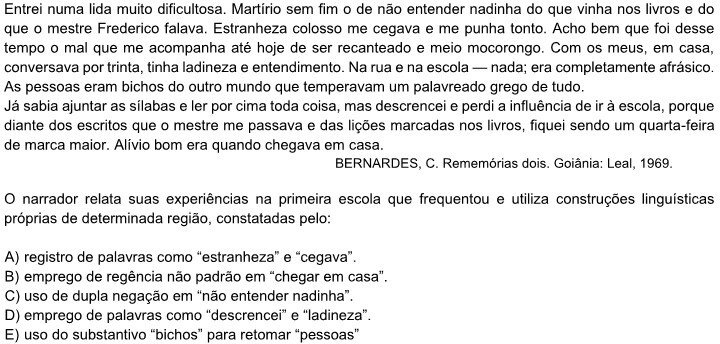 Entrei numa lida muito dificultosa. Martírio sem fim o de não entender nadinha do que vinha nos livros e do
que o mestre Frederico falava. Estranheza colosso me cegava e me punha tonto. Acho bem que foi desse
tempo o mal que me acompanha até hoje de ser recanteado e meio mocorongo. Com os meus, em casa,
conversava por trinta, tinha ladineza e entendimento. Na rua e na escola — nada; era completamente afrásico.
As pessoas eram bichos do outro mundo que temperavam um palavreado grego de tudo.
Já sabia ajuntar as sílabas e ler por cima toda coisa, mas descrencei e perdi a influência de ir à escola, porque
diante dos escritos que o mestre me passava e das lições marcadas nos livros, fiquei sendo um quarta-feira
de marca maior. Alívio bom era quando chegava em casa.
BERNARDES, C. Rememórias dois. Goiânia: Leal, 1969.
O narrador relata suas experiências na primeira escola que frequentou e utiliza construções linguísticas
próprias de determinada região, constatadas pelo:
A) registro de palavras como “estranheza” e “cegava”.
B) emprego de regência não padrão em “chegar em casa”.
C) uso de dupla negação em “não entender nadinha”.
D) emprego de palavras como “descrencei” e “ladineza”.
E) uso do substantivo “bichos” para retomar “pessoas”